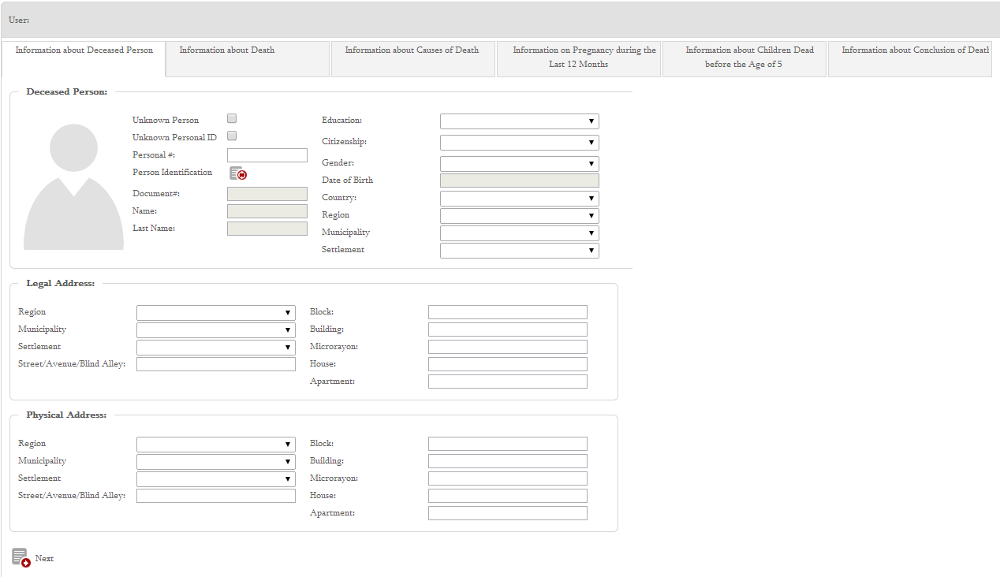 User:
Information about Deceased Person
Information about Death
Information about Causes of Death
Information on Pregnancy during the
Last 12 Months
Information about Children Dead
before the Age of 5
Information about Conclusion of Death
Deceased Person:
Unknown Person
Unknown Personal ID
Personal #:
Person Identification
Document#:
Name:
Last Name:
Education:
Citizenship:
Gender:
Date of Birth
Country:
Region
Municipality
Settlement
Legal Address:
Region
Municipality
Settlement
Street/Avenue/Blind Alley:
Block:
Building:
Microrayon:
House:
Apartment:
Physical Address:
Region
Municipality
Settlement
Street/Avenue/Blind Alley:
Block:
Building:
Microrayon:
House:
Apartment:
Next